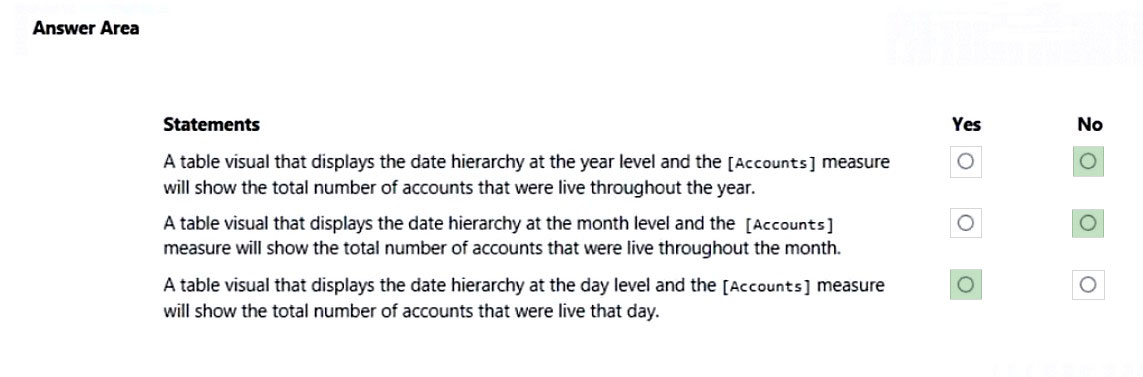 Answer Area
Statements Yes No
A table visual that displays the date hierarchy at the year level and the [Accounts] measure
will show the total number of accounts that were live throughout the year.
A table visual that displays the date hierarchy at the month level and the [Accounts]
measure will show the total number of accounts that were live throughout the month.
A table visual that displays the date hierarchy at the day level and the [Accounts] measure
will show the total number of accounts that were live that day.